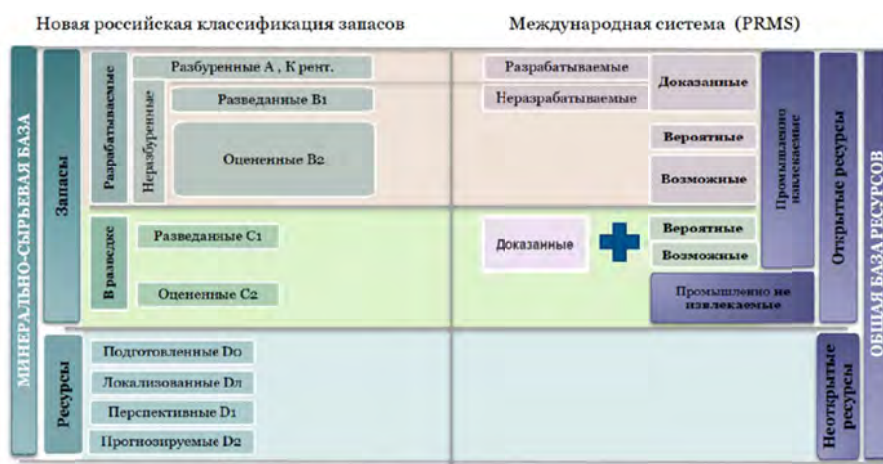 Новая российская классификация запасов
Международная система (PRMS)
МИНЕРАЛЬНО-СЫРЬЕВАЯ БАЗА
Запасы
Разрабатываемые
Неразбуренные
Разбуренные А , К рент.
Разведанные В1
Оцененные В2
В разведке
Разведанные С1
Оцененные С2
Ресурсы
Подготовленные D0
Локализованные Dл
Перспективные D1
Прогнозируемые D2
Разрабатываемые
Неразрабатываемые
Доказанные
Вероятные
Возможные
Доказанные
Вероятные
Возможные
Промышленно не
извлекаемые
Промышленно
извлекаемые
Открытые ресурсы
Неоткрытые
ресурсы
ОБЩАЯ БАЗА РЕСУРСОВ